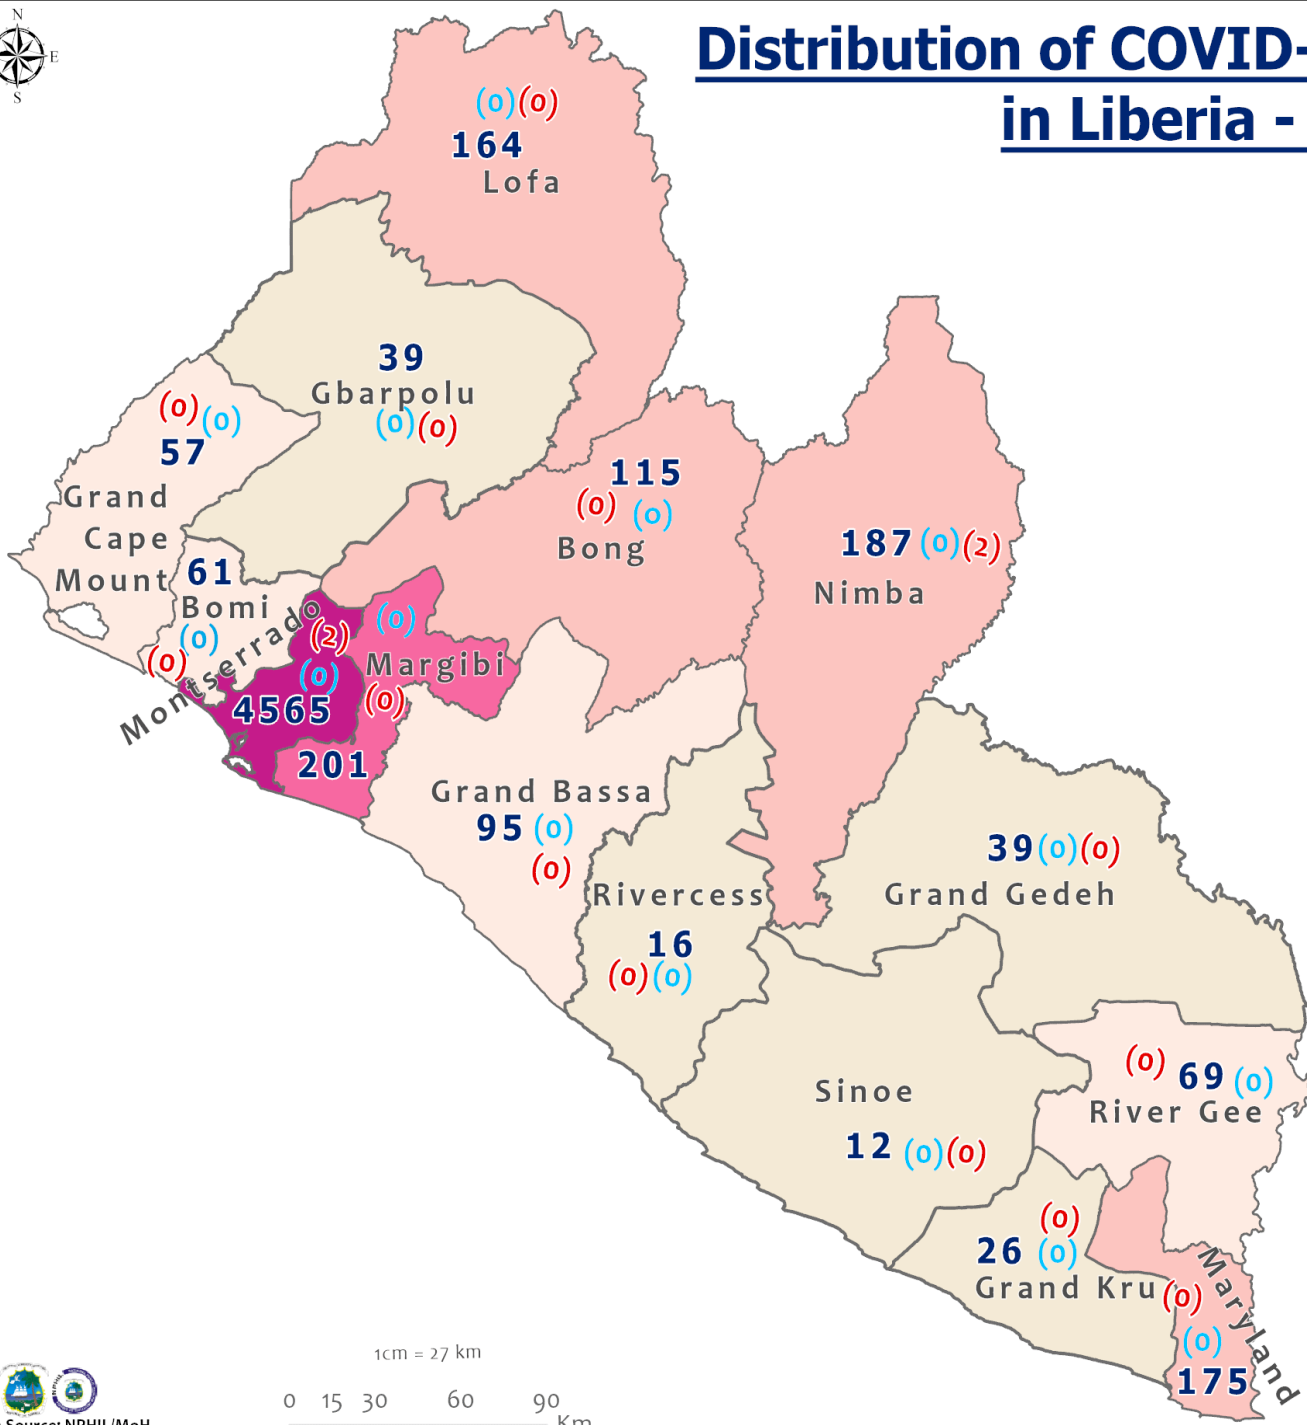 N
E
S
Distribution of COVID-
in Liberia -
(0)(0)
164
Lofa
39
Gbarpolu
(0)(0)
(0)(0)
57
Grand
Cape
Mount
115
(0) (0)
Bong
187(0)(2)
Nimba
61
Bomi
(0)
(0)
Montserrado
(2)
(0)
4565
(0)
Margibi
(0)
201
Grand Bassa
95 (0)
(0)
Rivercess
16
(0)(0)
39(0)(0)
Grand Gedeh
Sinoe
12 (0)(0)
(0) 69 (0)
River Gee
(0)
26 (0)
Grand Kru
Maryland
(0)
(0)
175
1cm = 27 km
0 15 30 60 90
Km
Source: NPHIL/MoH